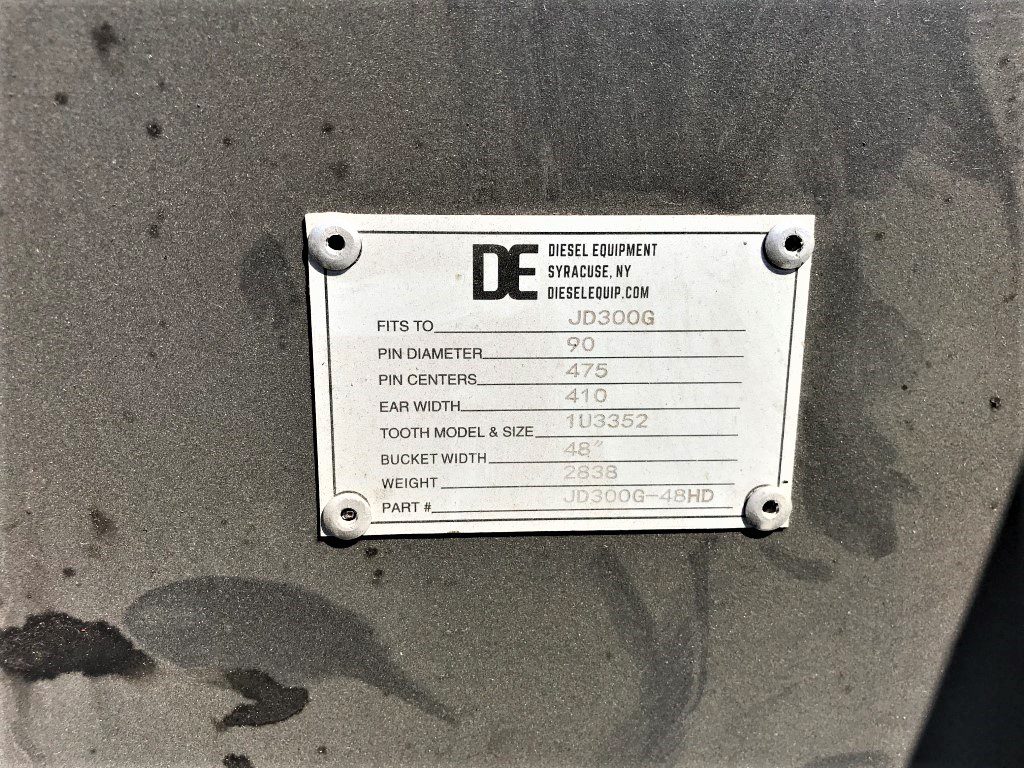 DE DIESEL EQUIPMENT
SYRACUSE, NY
DIESELEQUIP.COM
FITS TO JD300G
PIN DIAMETER 90
PIN CENTERS 475
EAR WIDTH 410
TOOTH MODEL & SIZE 1U3352
BUCKET WIDTH 48"
WEIGHT 2838
PART # JD300G-48HD